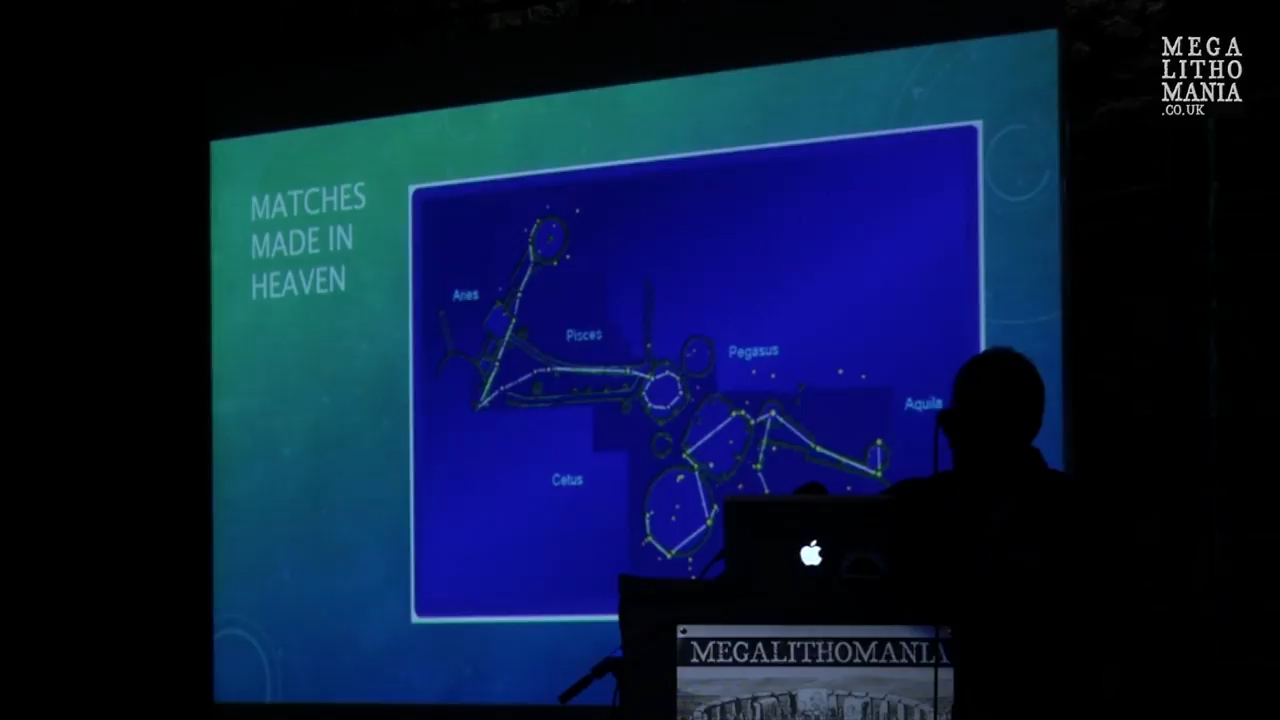 MEGA
LITHO
MANIA
.CO.UK
MATCHES
MADE IN
HEAVEN
Aries
Pisces
Pegasus
Aquila
Cetus
MEGALITHOMANIA